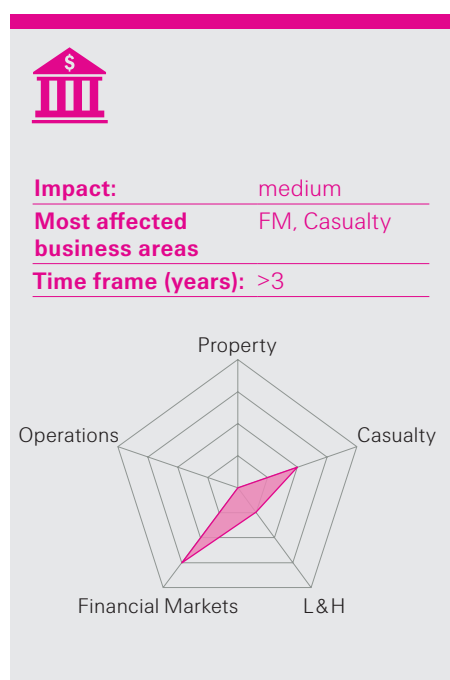 $
Impact: medium
Most affected FM, Casualty
business areas
Time frame (years): >3
Property
Operations Casualty
Financial Markets L&H